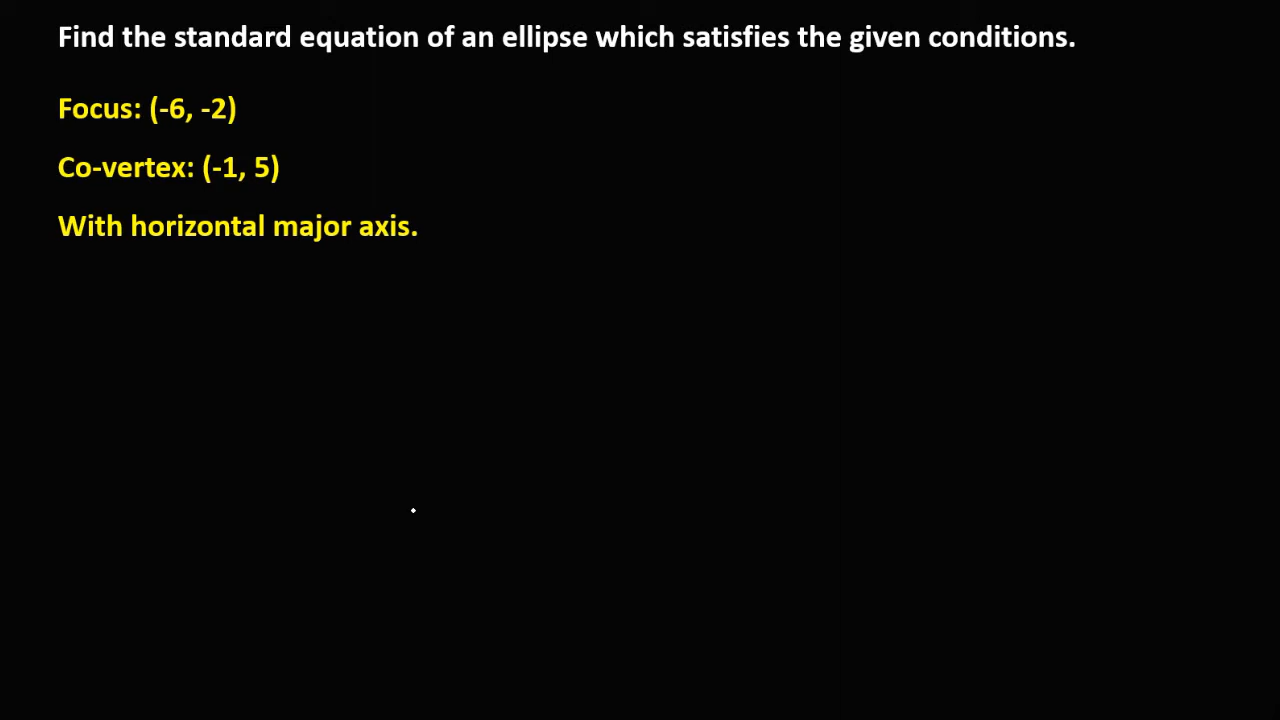 Find the standard equation of an ellipse which satisfies the given conditions.
Focus: (-6, -2)
Co-vertex: (-1, 5)
With horizontal major axis.